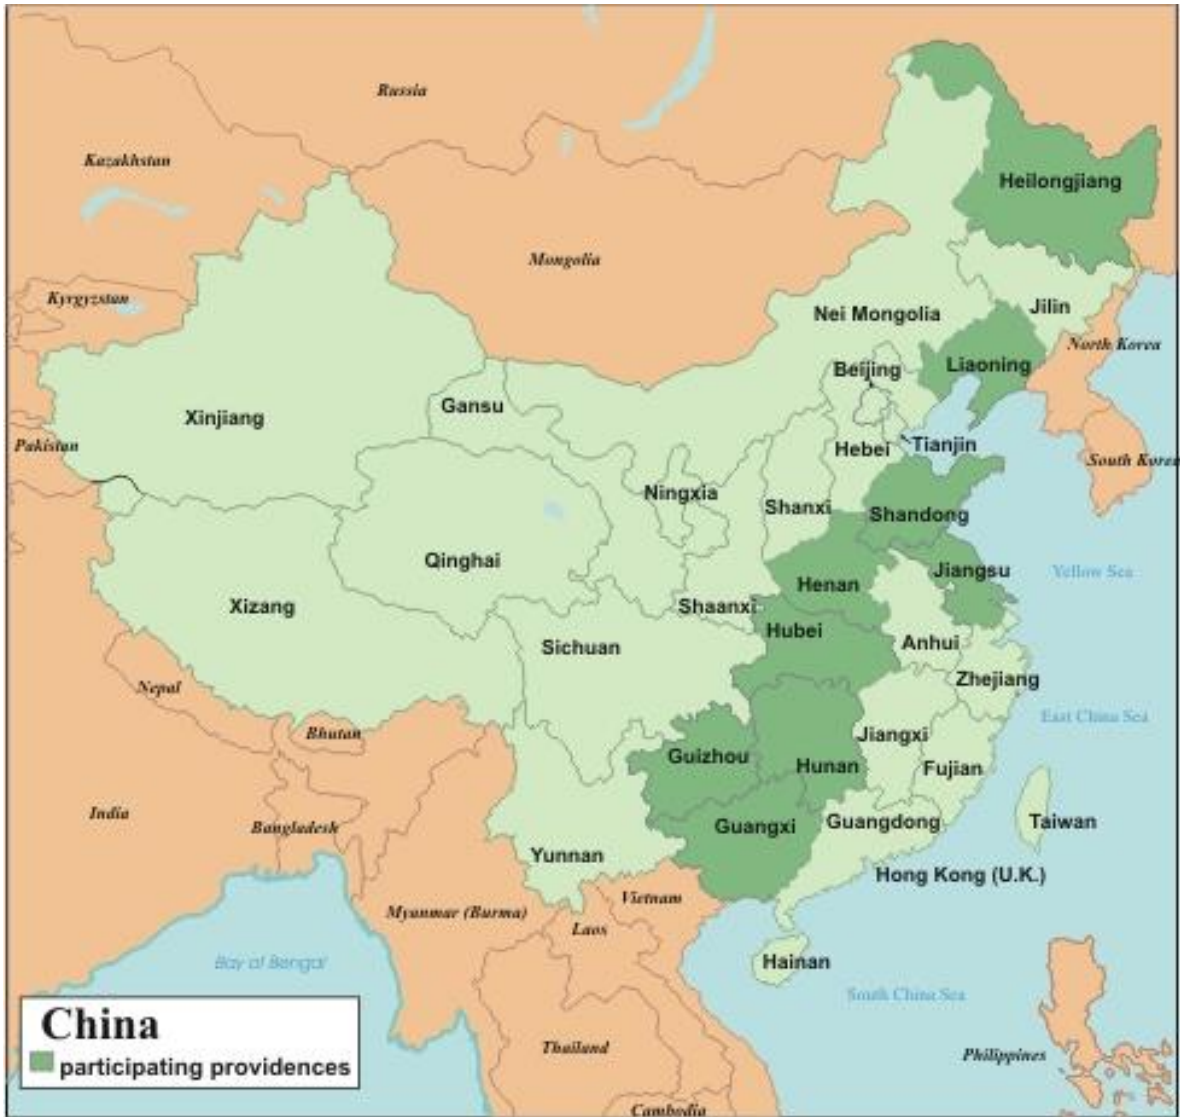 Russia
Kazakhstan
Heilongjiang
Mongolia
Kyrgyzstan
Jilin
Nei Mongolia
North Korea
Beijing
Liaoning
Gansu
Xinjiang
Pakistan
Hebei
Tianjin
South Korea
Ningxia
Shanxi
Shandong
Qinghai
Henan
Jiangsu
Yellow Sea
Xizang
Shaanxi
Hubei
Sichuan
Anhui
Zhejiang
Nepal
East China Sea
Bhutan
Jiangxi
Guizhou
Hunan
Fujian
India
Bangladesh
Guangxi
Guangdong
Taiwan
Yunnan
Hong Kong (U.K.)
Vietnam
Myanmar (Burma)
Laos
Bay of Bengal
Hainan
South China Sea
China
participating providences
Thailand
Philippines
Cambodia